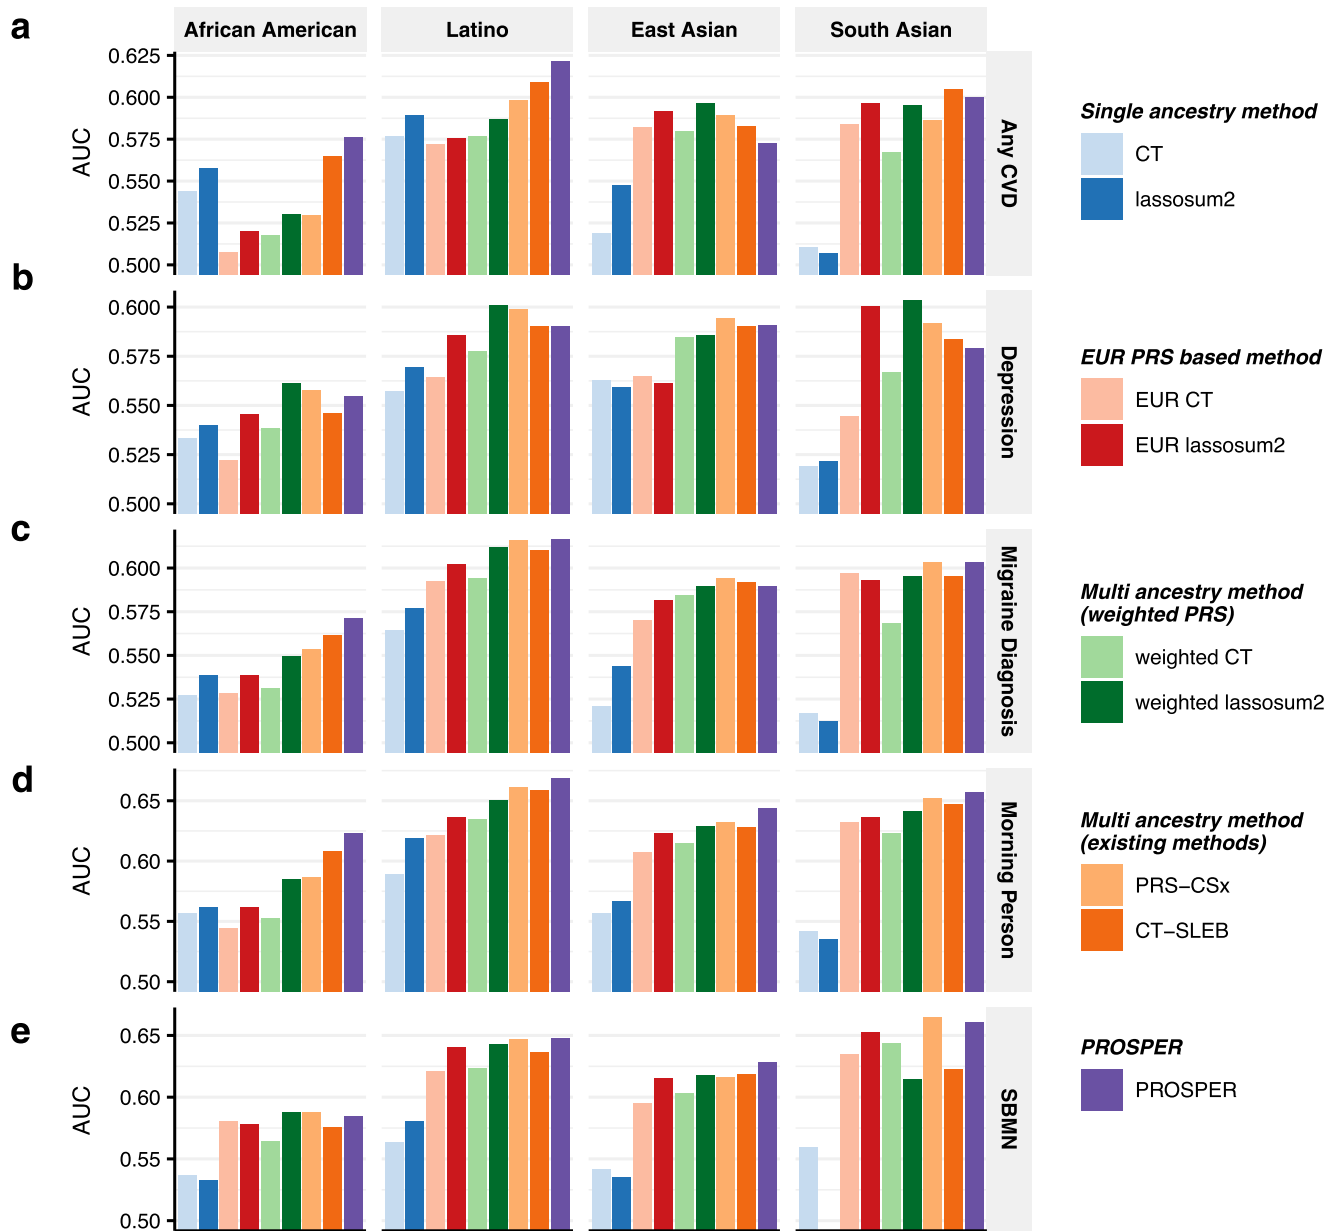 a
African American
Latino
East Asian
South Asian
0.625
0.600
0.575
0.550
0.525
0.500
AUC
Any CVD
b
0.600
0.575
0.550
0.525
0.500
AUC
Depression
c
0.600
0.575
0.550
0.525
0.500
AUC
Migraine Diagnosis
d
0.65
0.60
0.55
0.50
AUC
Morning Person
e
0.65
0.60
0.55
0.50
AUC
SBMN
Single ancestry method
CT
lassosum2
EUR PRS based method
EUR CT
EUR lassosum2
Multi ancestry method
(weighted PRS)
weighted CT
weighted lassosum2
Multi ancestry method
(existing methods)
PRS−CSx
CT−SLEB
PROSPER
PROSPER